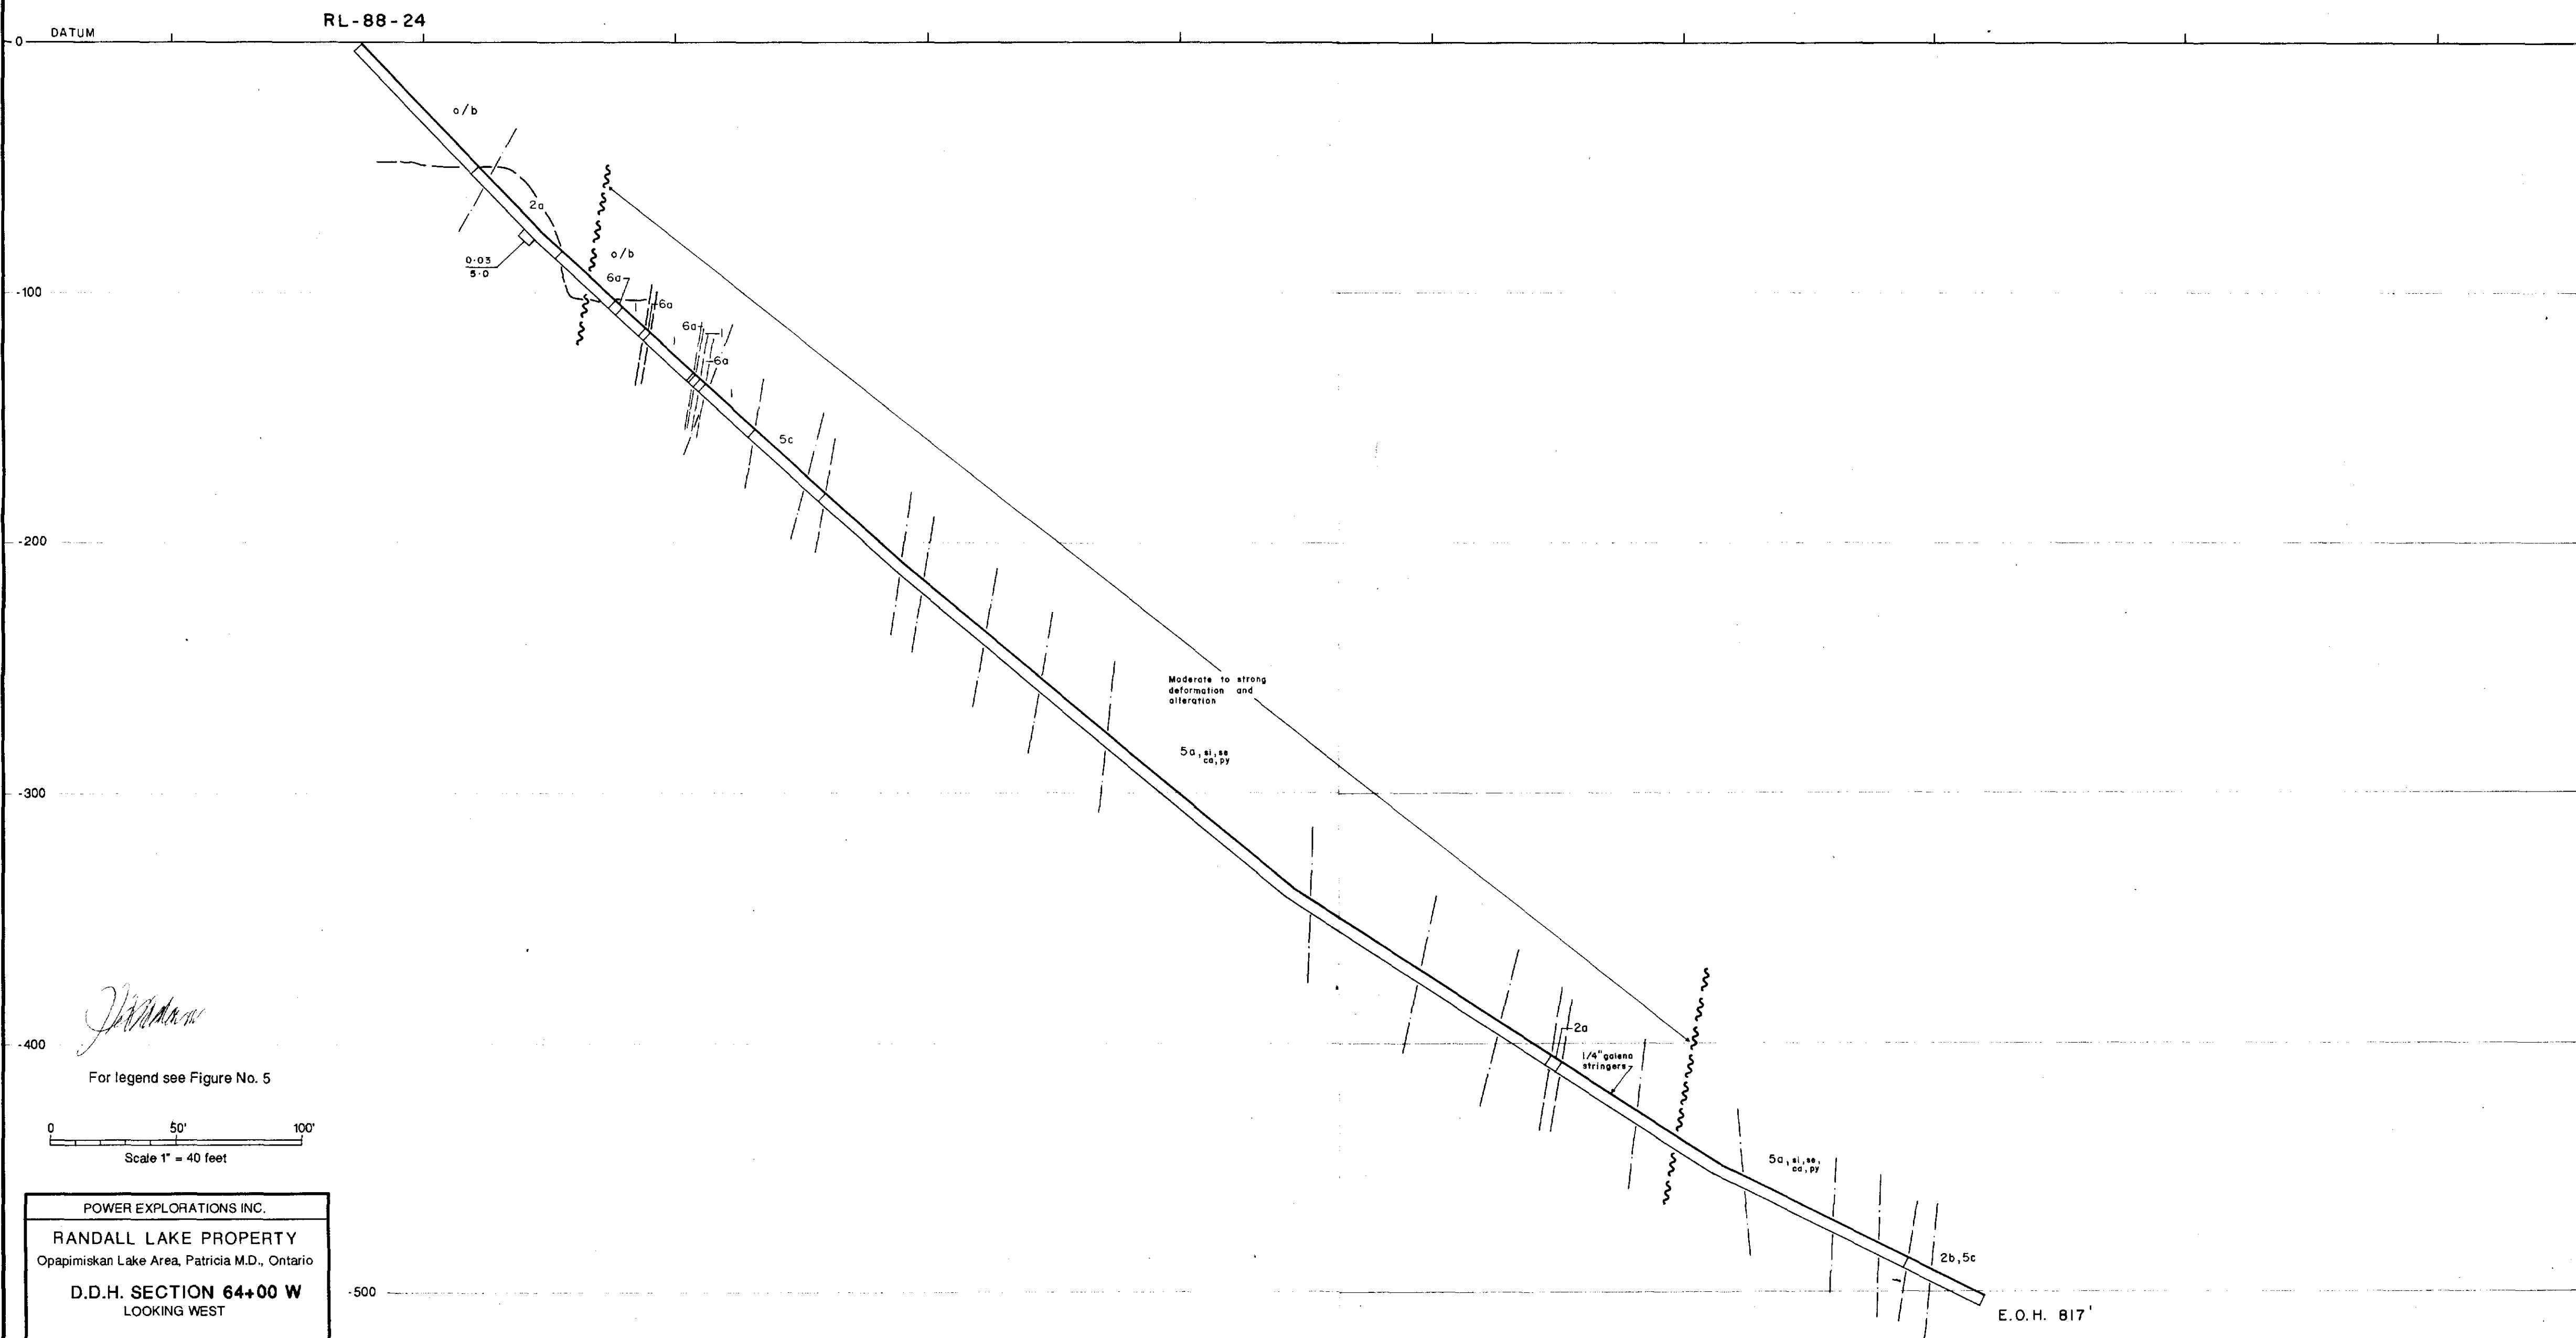 RL-88-24
DATUM
0
o/b
2a
0.03
5.0
o/b
6a
-100
6a
6a
1
6a
5c
-200
Moderate to strong
deformation and
alteration
5a, si, se
ca, py
-300
2a
-400
1/4" galena
stringers
For legend see Figure No. 5
0 50' 100'
Scale 1" = 40 feet
5a, si, se,
ca, py
POWER EXPLORATIONS INC.
RANDALL LAKE PROPERTY
Opapimiskan Lake Area, Patricia M.D., Ontario
D.D.H. SECTION 64+00 W
LOOKING WEST
2b, 5c
-500
E.O.H. 817'